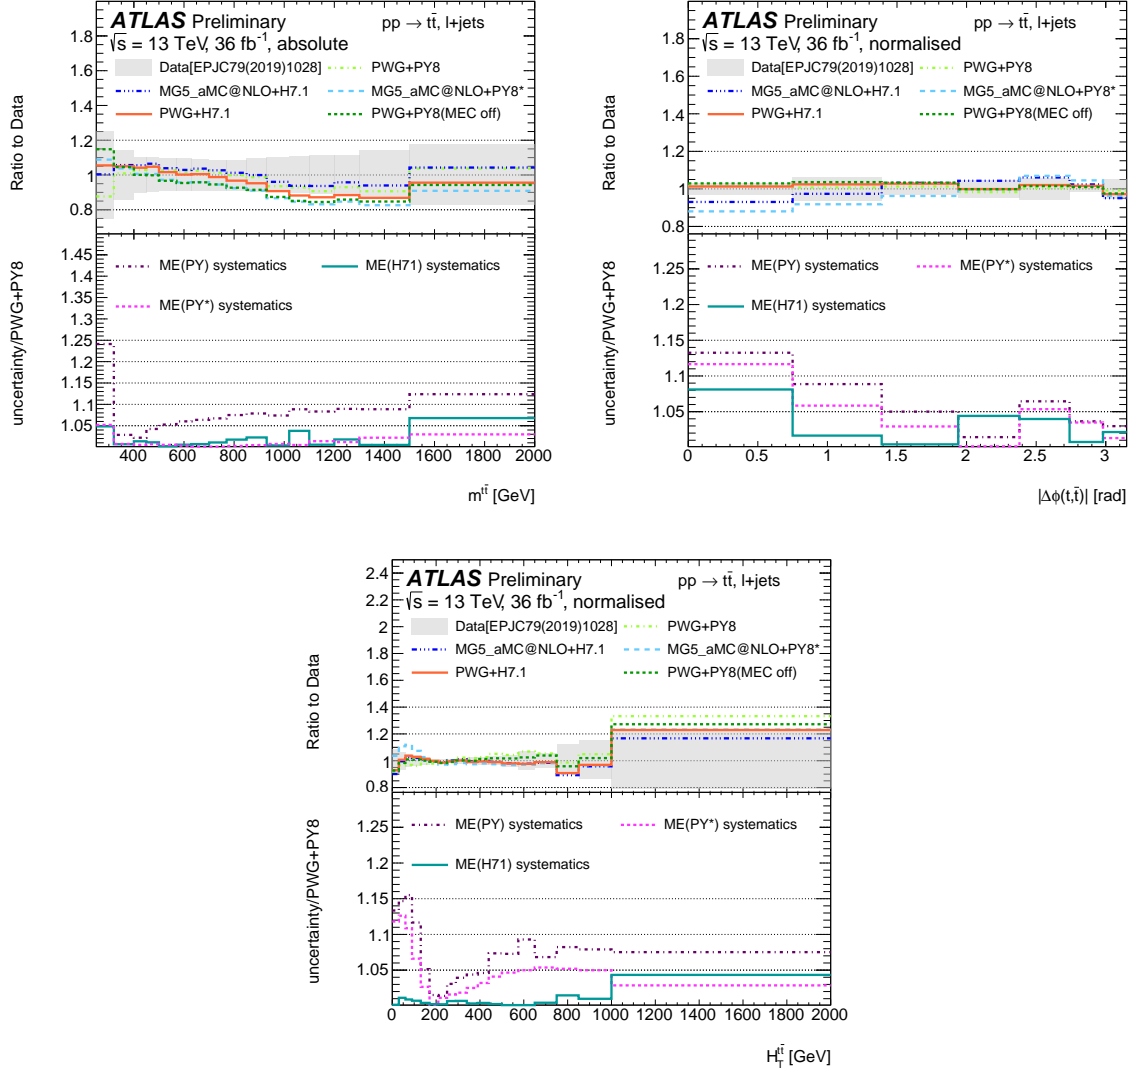 ATLAS Preliminary pp → tt̄, l+jets
√s = 13 TeV, 36 fb⁻¹, absolute
Data[EPJC79(2019)1028] PWG+PY8
MG5_aMC@NLO+H7.1 MG5_aMC@NLO+PY8*
PWG+H7.1 PWG+PY8(MEC off)
Ratio to Data
1.8
1.6
1.4
1.2
1
0.8
ME(PY) systematics ME(H71) systematics
ME(PY*) systematics
uncertainty/PWG+PY8
1.45
1.4
1.35
1.3
1.25
1.2
1.15
1.1
1.05
400 600 800 1000 1200 1400 1600 1800 2000
m^{tt̄} [GeV]
ATLAS Preliminary pp → tt̄, l+jets
√s = 13 TeV, 36 fb⁻¹, normalised
Data[EPJC79(2019)1028] PWG+PY8
MG5_aMC@NLO+H7.1 MG5_aMC@NLO+PY8*
PWG+H7.1 PWG+PY8(MEC off)
Ratio to Data
1.8
1.6
1.4
1.2
1
0.8
ME(PY) systematics ME(PY*) systematics
ME(H71) systematics
uncertainty/PWG+PY8
1.25
1.2
1.15
1.1
1.05
0 0.5 1 1.5 2 2.5 3
|Δϕ(t,t̄)| [rad]
ATLAS Preliminary pp → tt̄, l+jets
√s = 13 TeV, 36 fb⁻¹, normalised
Data[EPJC79(2019)1028] PWG+PY8
MG5_aMC@NLO+H7.1 MG5_aMC@NLO+PY8*
PWG+H7.1 PWG+PY8(MEC off)
Ratio to Data
2.4
2.2
2
1.8
1.6
1.4
1.2
1
0.8
ME(PY) systematics ME(PY*) systematics
ME(H71) systematics
uncertainty/PWG+PY8
1.25
1.2
1.15
1.1
1.05
0 200 400 600 800 1000 1200 1400 1600 1800 2000
H_T^{tt̄} [GeV]